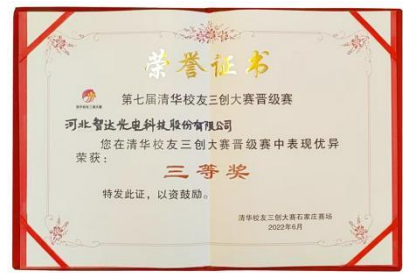 荣誉证书
第七届清华校友三创大赛晋级赛
河北智达光电科技股份有限公司
您在清华校友三创大赛晋级赛中表现优异
荣获：
三等奖
特发此证，以资鼓励。
清华校友三创大赛石家庄赛场
2022年6月